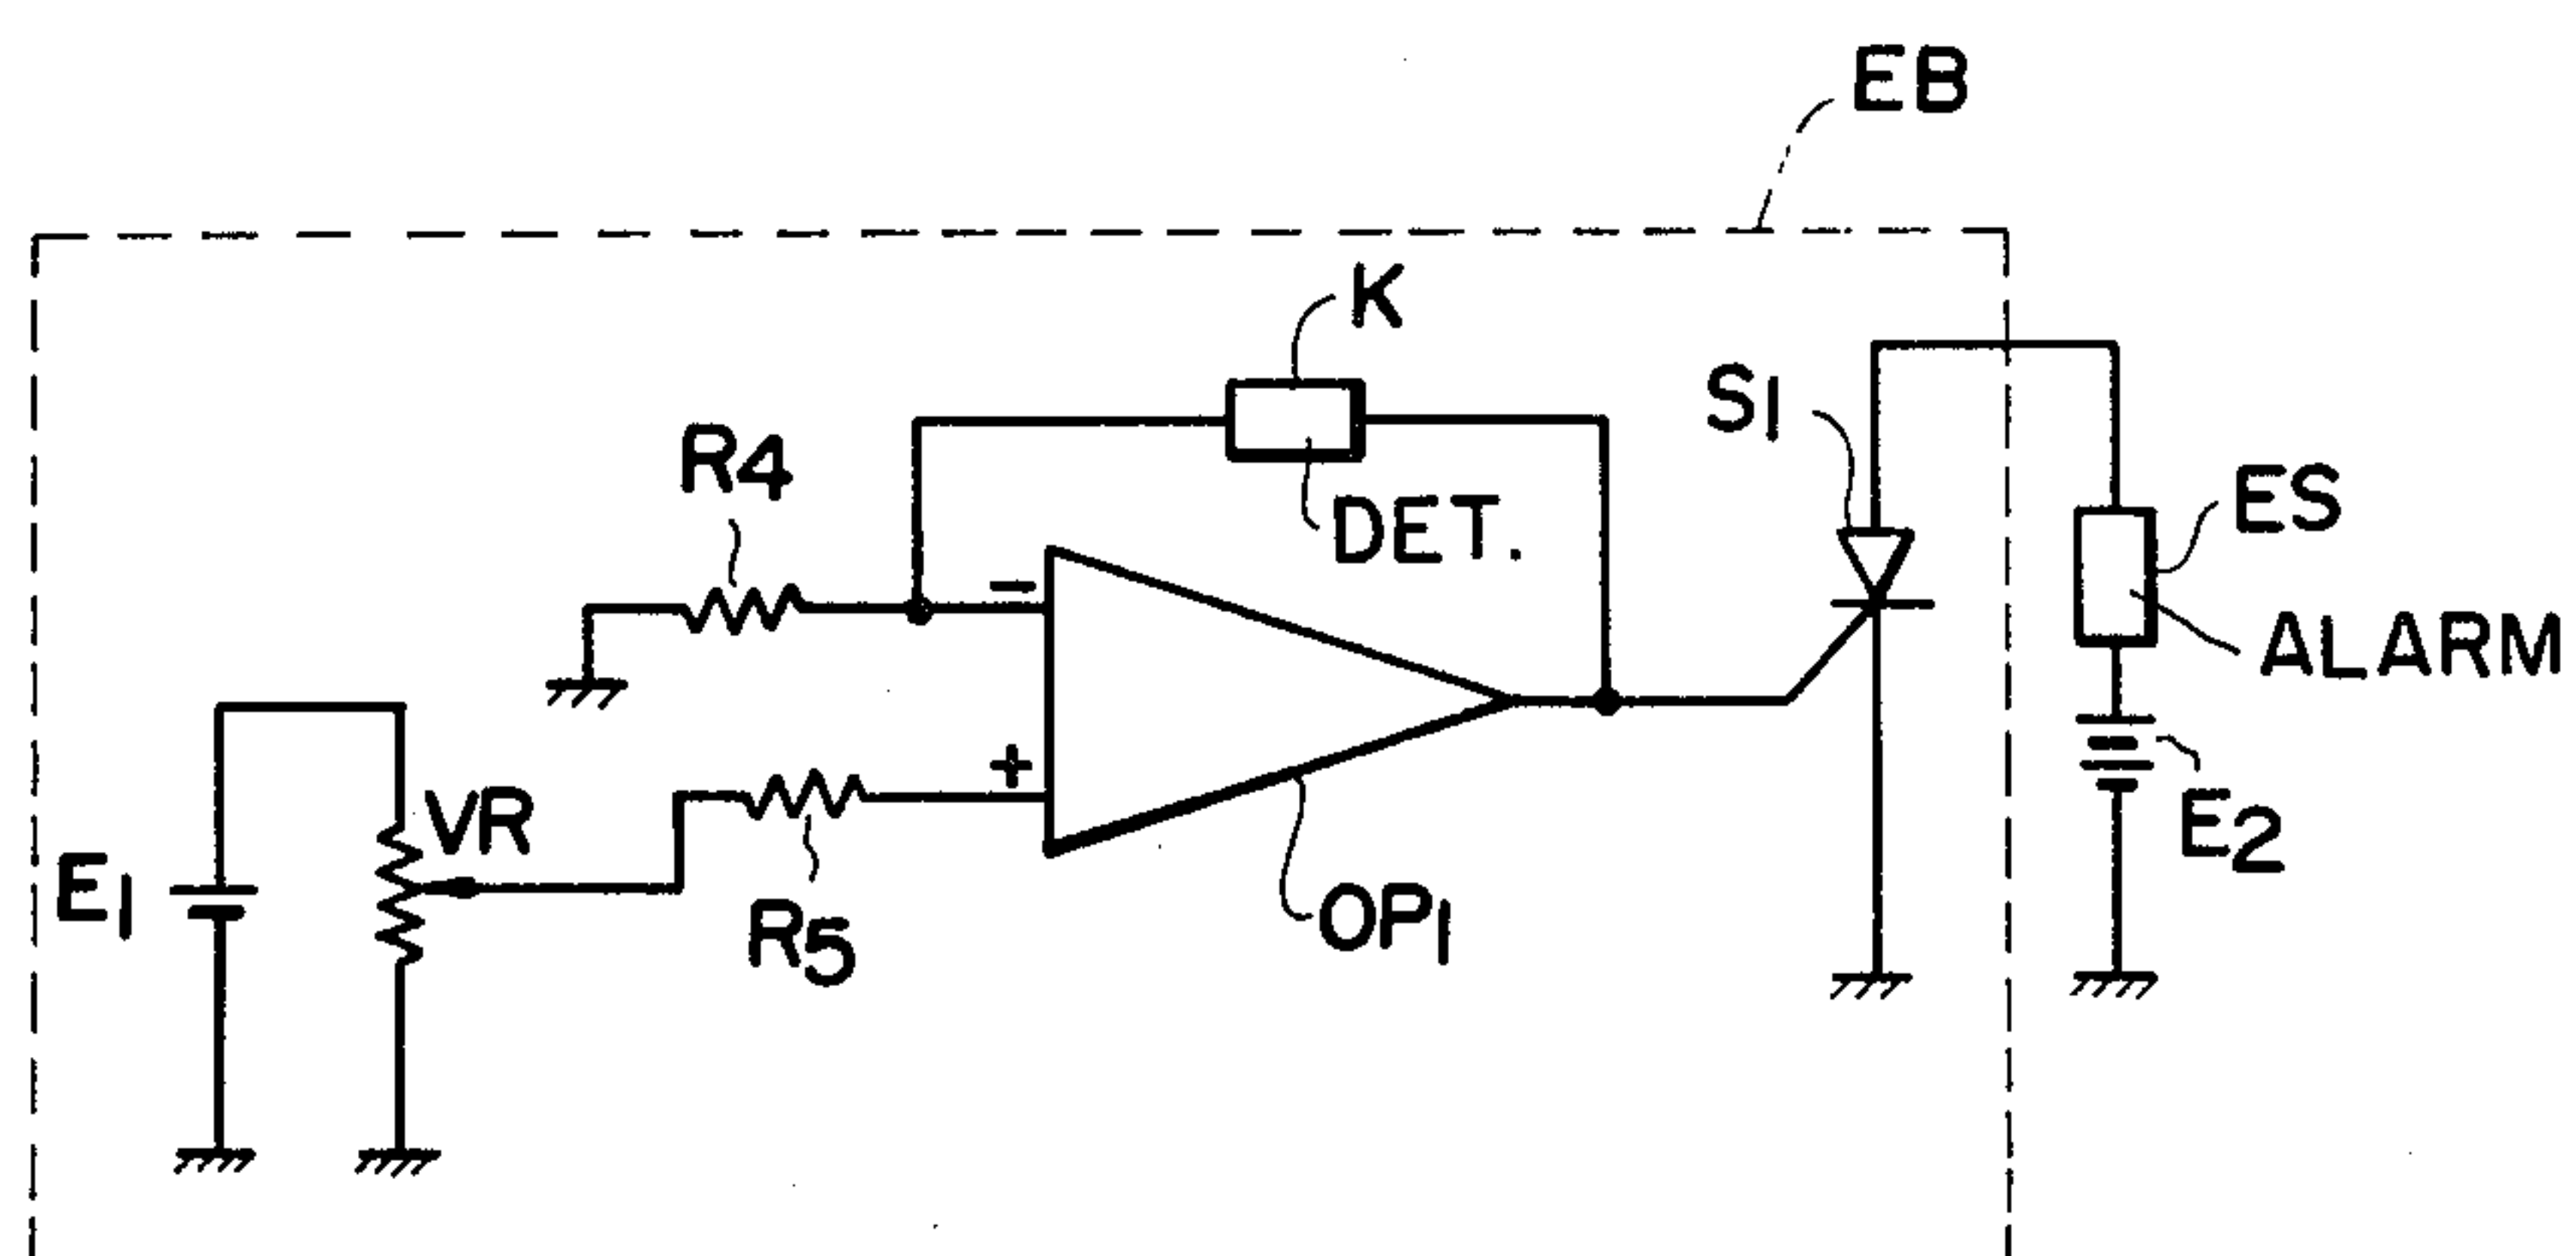 EB
K
DET.
S1
R4
ES
ALARM
-
+
VR
E1
R5
OP1
E2